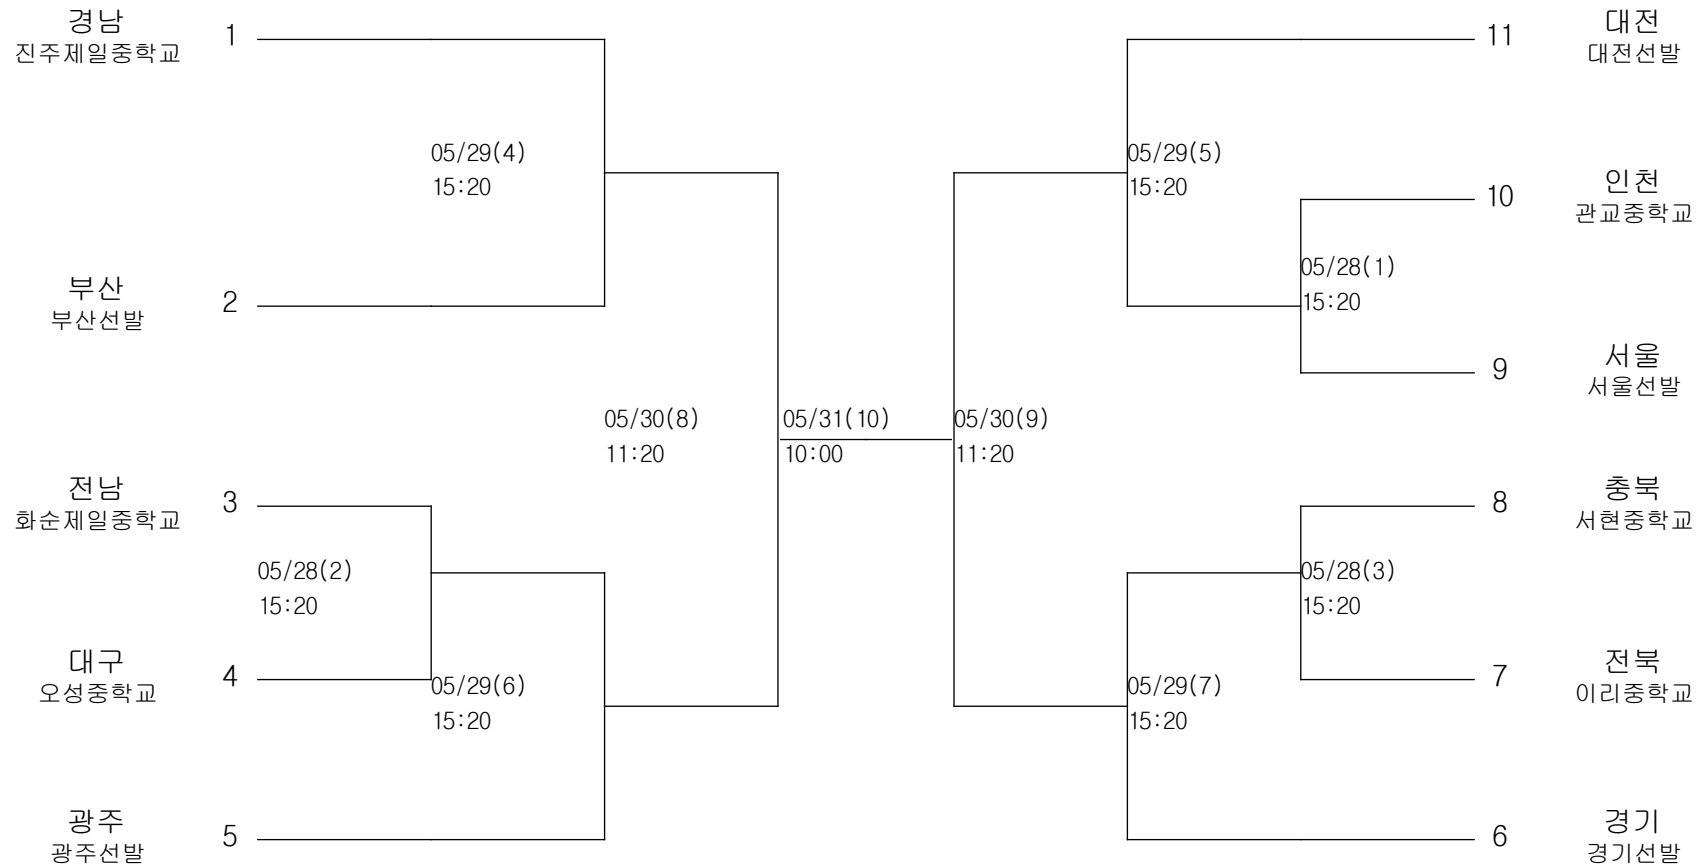 경남
진주제일중학교
1
05/29(4)
15:20
부산
부산선발
2
05/30(8)
11:20
전남
화순제일중학교
3
05/28(2)
15:20
대구
오성중학교
4
05/29(6)
15:20
광주
광주선발
5
05/31(10)
10:00
11
대전
대전선발
05/29(5)
15:20
10
인천
관교중학교
05/28(1)
15:20
9
서울
서울선발
05/30(9)
11:20
8
충북
서현중학교
05/28(3)
15:20
7
전북
이리중학교
05/29(7)
15:20
6
경기
경기선발